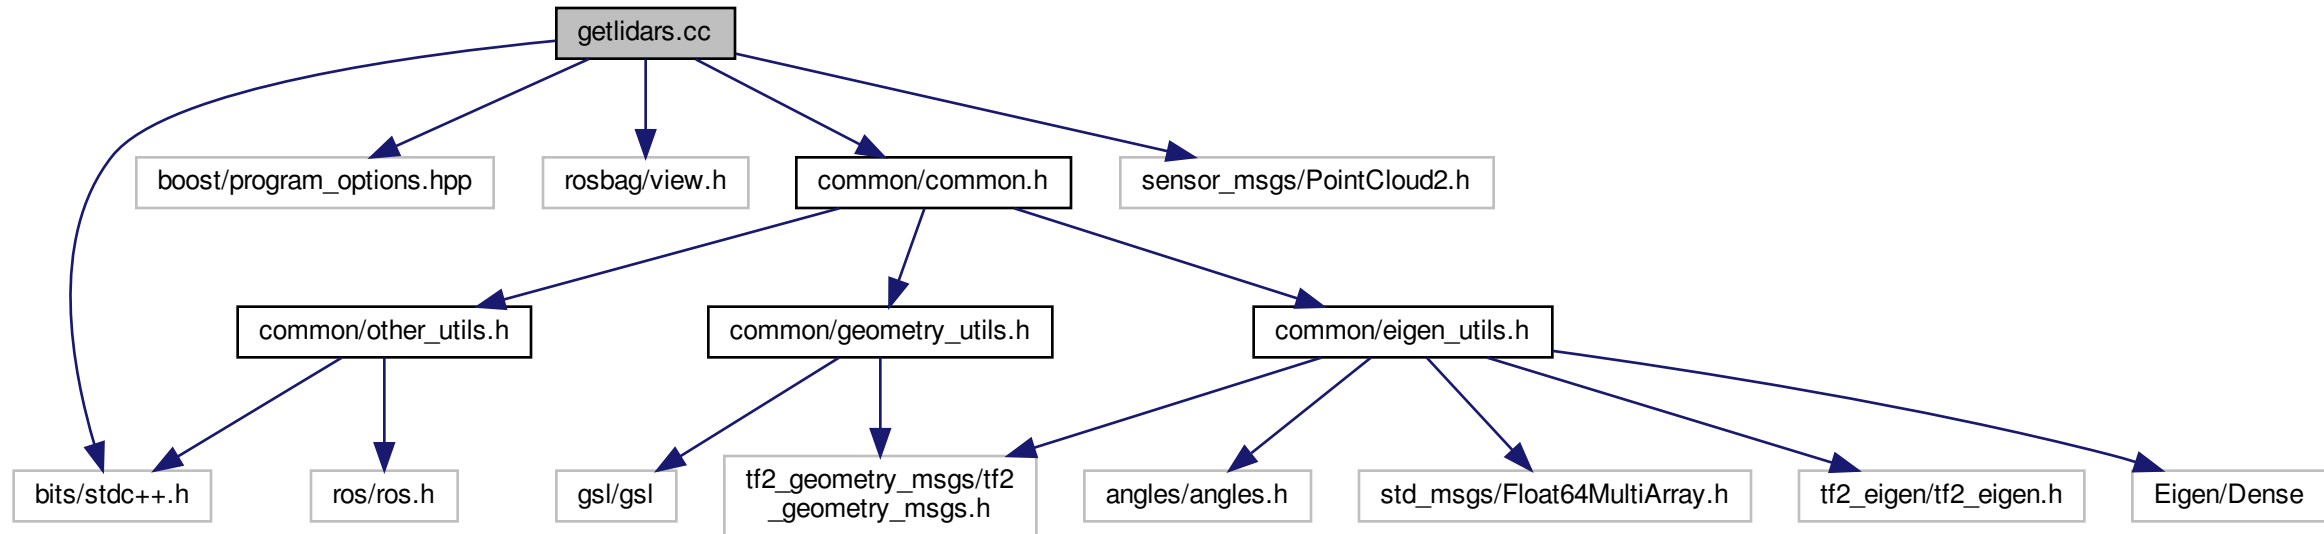 getlidars.cc
boost/program_options.hpp
rosbag/view.h
common/common.h
sensor_msgs/PointCloud2.h
common/other_utils.h
common/geometry_utils.h
common/eigen_utils.h
bits/stdc++.h
ros/ros.h
gsl/gsl
tf2_geometry_msgs/tf2
_geometry_msgs.h
angles/angles.h
std_msgs/Float64MultiArray.h
tf2_eigen/tf2_eigen.h
Eigen/Dense